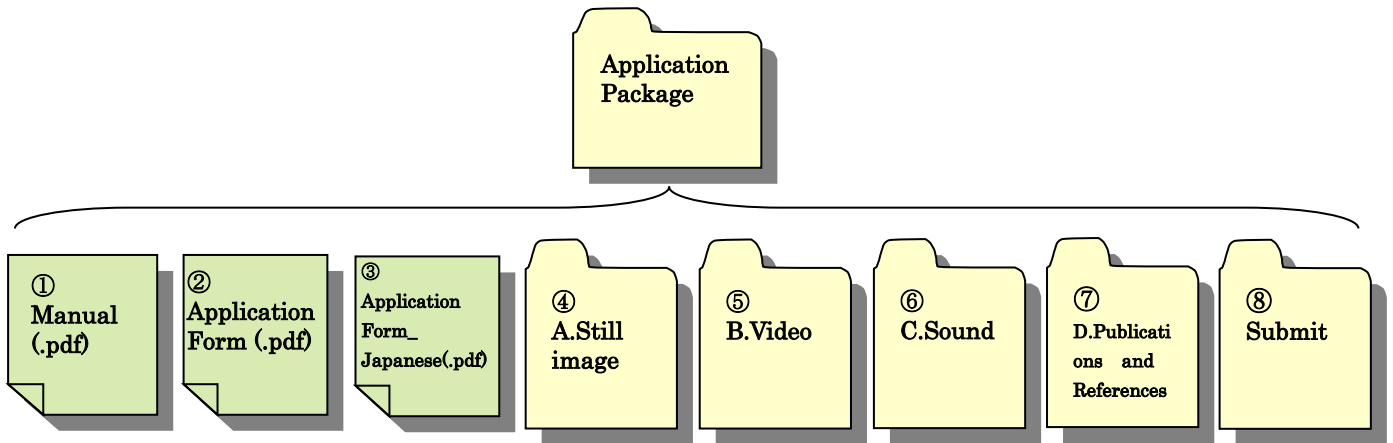 Application
Package
①
Manual
(.pdf)
②
Application
Form (.pdf)
③
Application
Form_
Japanese(.pdf)
④
A.Still
image
⑤
B.Video
⑥
C.Sound
⑦
D.Publicati
ons and
References
⑧
Submit